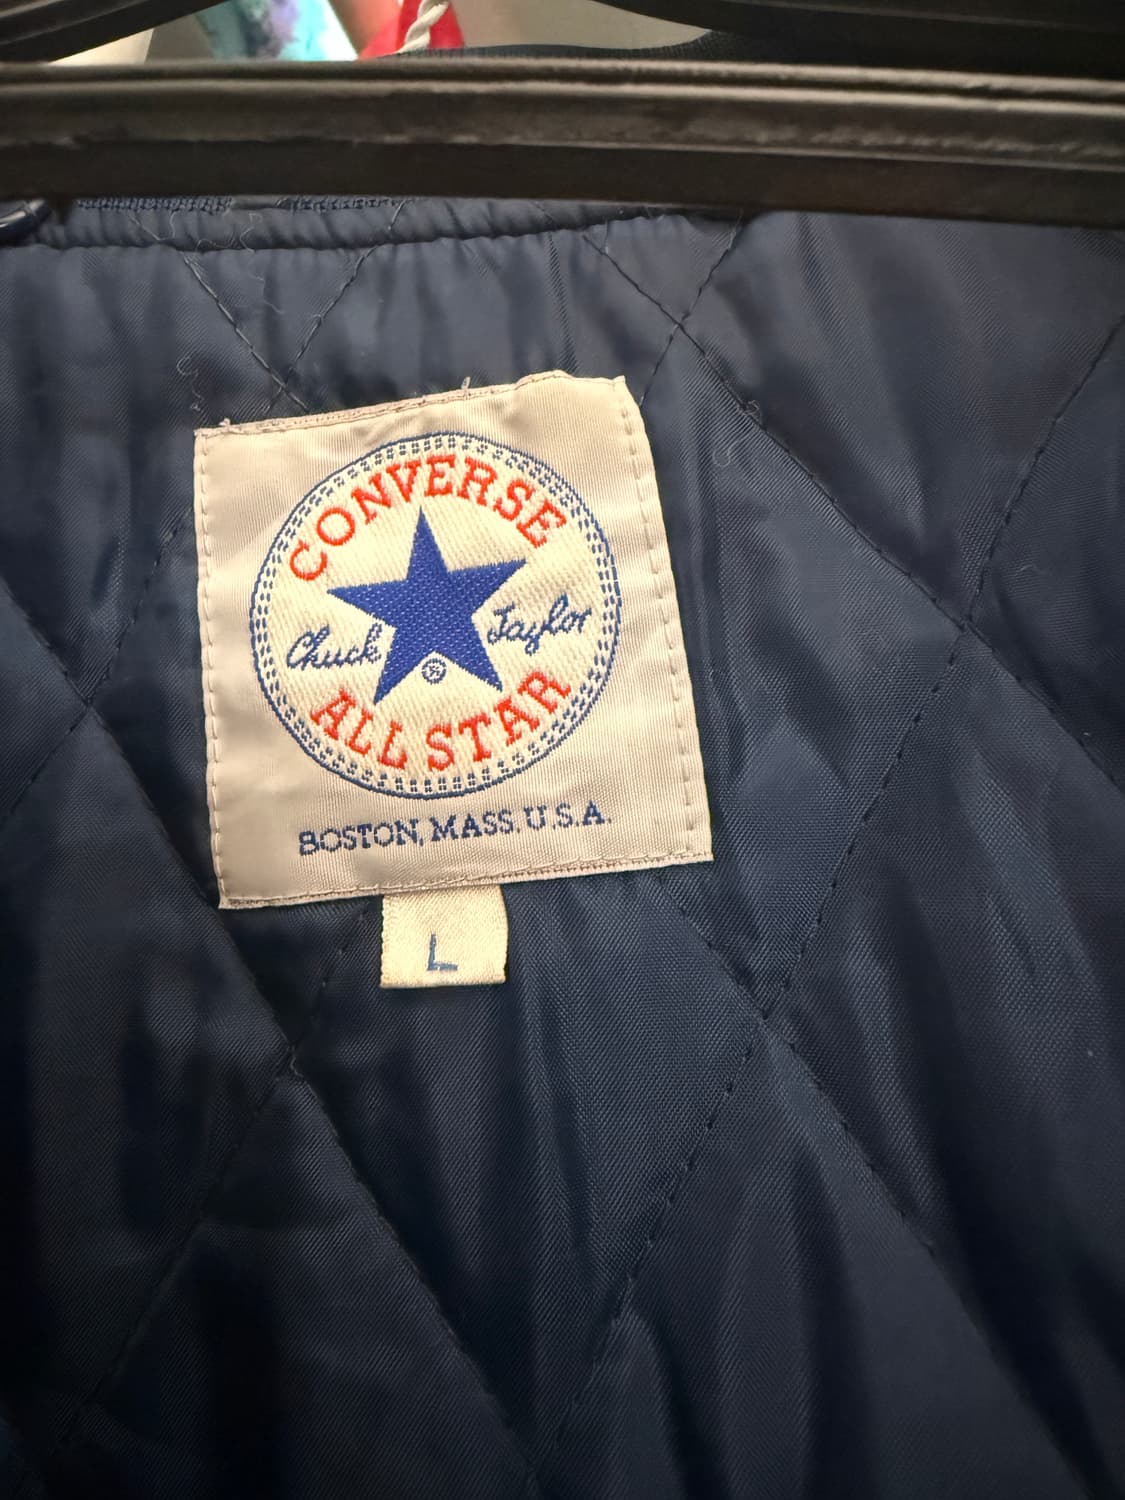 CONVERSE
Chuck Taylor
®
ALL STAR
BOSTON, MASS. U.S.A.
L